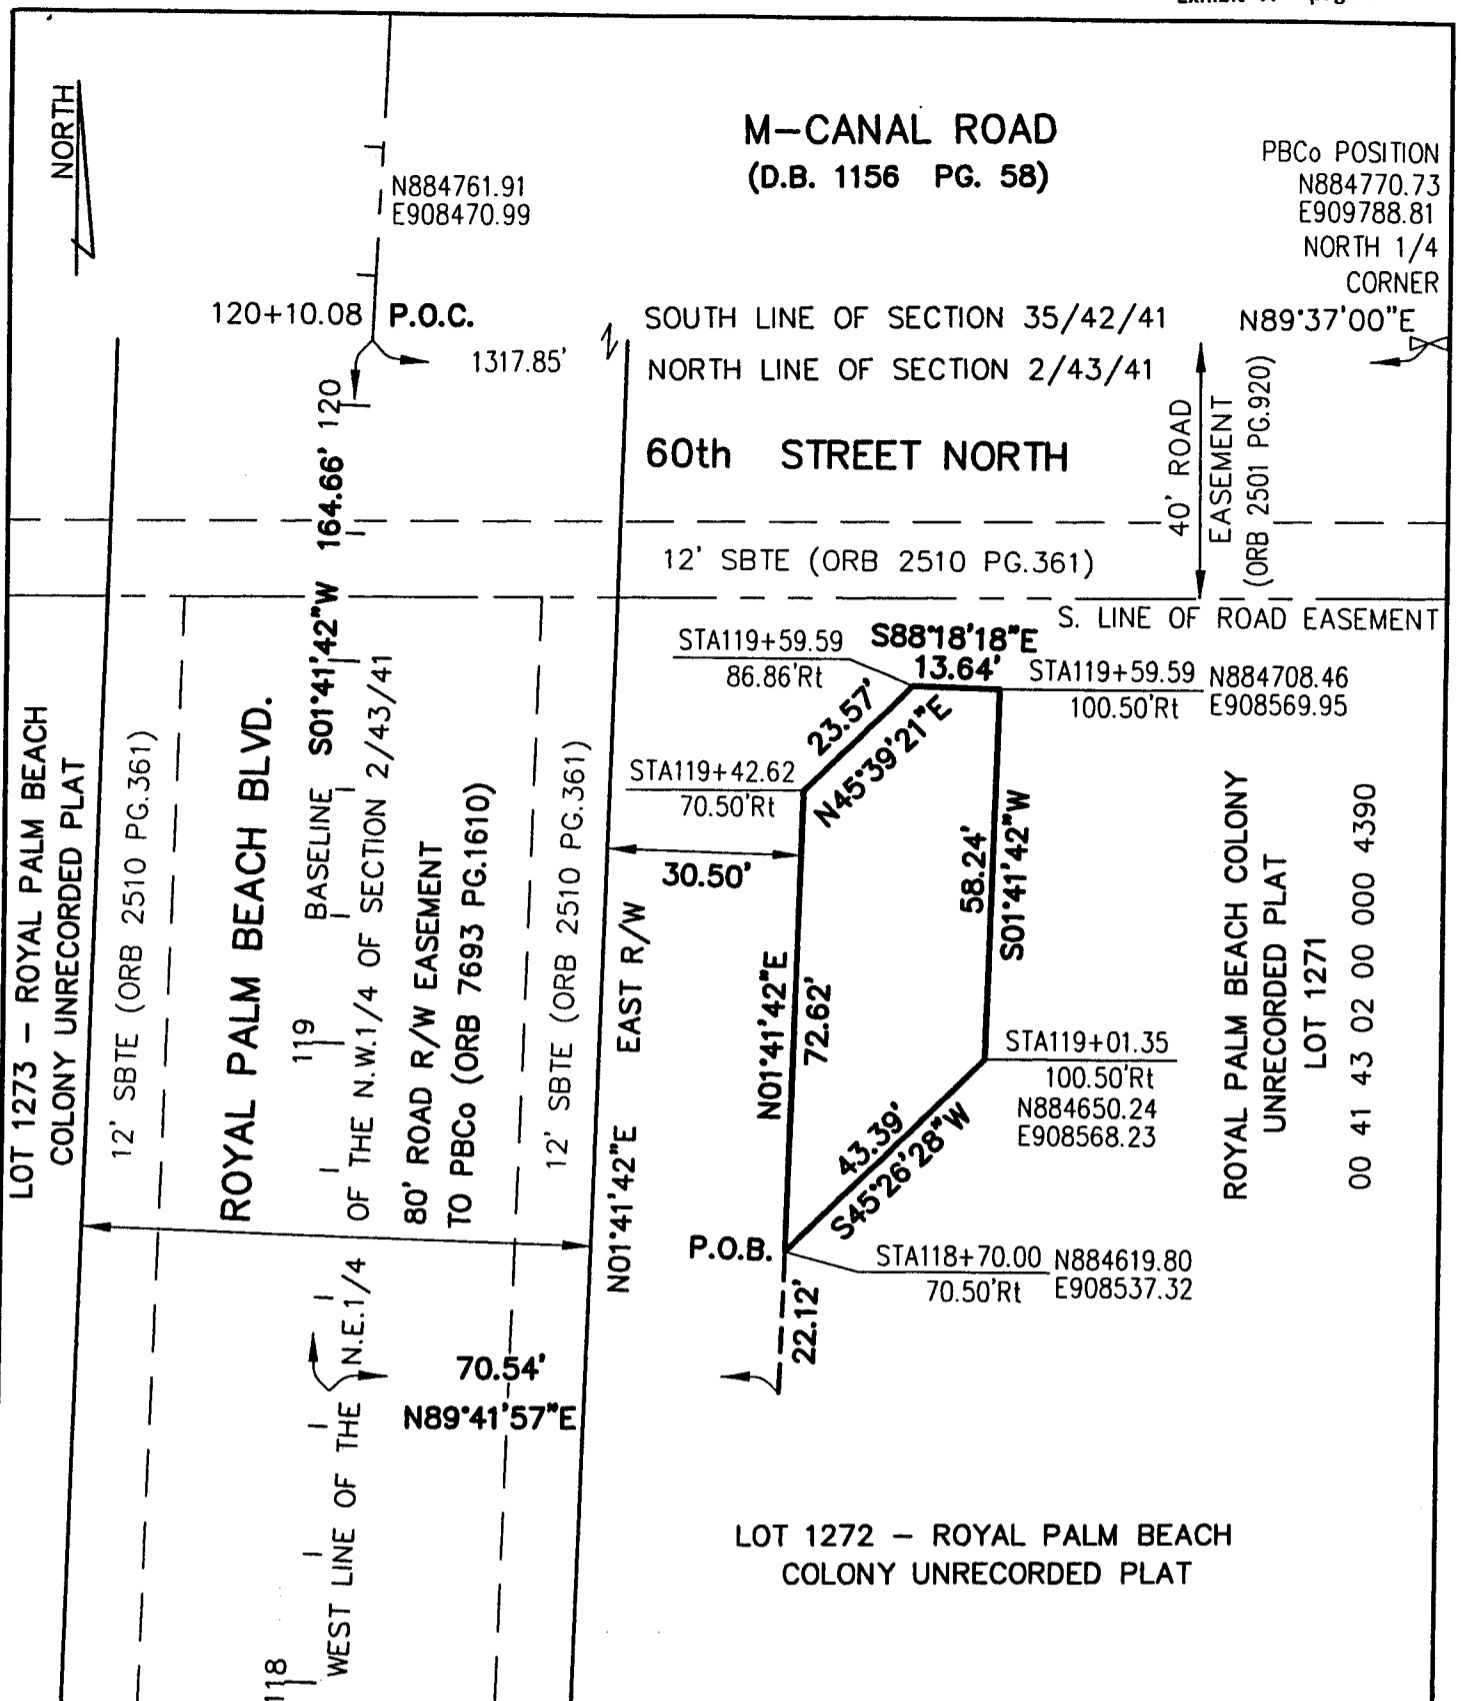 NORTH
M-CANAL ROAD
(D.B. 1156 PG. 58)
N884761.91
E908470.99
PBCo POSITION
N884770.73
E909788.81
NORTH 1/4
CORNER
N89°37'00"E
120+10.08 P.O.C.
1317.85'
SOUTH LINE OF SECTION 35/42/41
NORTH LINE OF SECTION 2/43/41
60th STREET NORTH
40' ROAD
EASEMENT
(ORB 2501 PG.920)
12' SBTE (ORB 2510 PG.361)
S. LINE OF ROAD EASEMENT
120
BASELINE S01°41'42"W 164.66'
119
118
WEST LINE OF THE N.E.1/4 OF THE N.W.1/4 OF SECTION 2/43/41
LOT 1273 - ROYAL PALM BEACH
COLONY UNRECORDED PLAT
12' SBTE (ORB 2510 PG.361)
ROYAL PALM BEACH BLVD.
80' ROAD R/W EASEMENT
TO PBCo (ORB 7693 PG.1610)
12' SBTE (ORB 2510 PG.361)
N01°41'42"E EAST R/W
STA119+59.59
86.86'Rt
S88°18'18"E
13.64'
STA119+59.59 N884708.46
100.50'Rt E908569.95
23.57'
N45°39'21"E
STA119+42.62
70.50'Rt
30.50'
N01°41'42"E
72.62'
58.24'
S01°41'42"W
STA119+01.35
100.50'Rt
N884650.24
E908568.23
43.39'
S45°26'28"W
P.O.B.
STA118+70.00 N884619.80
70.50'Rt E908537.32
22.12'
70.54'
N89°41'57"E
ROYAL PALM BEACH COLONY
UNRECORDED PLAT
LOT 1271
00 41 43 02 00 000 4390
LOT 1272 - ROYAL PALM BEACH
COLONY UNRECORDED PLAT